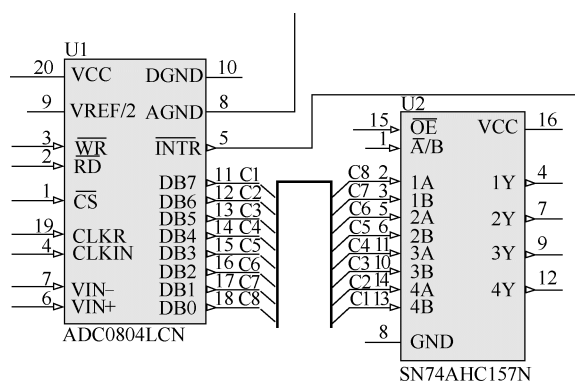 U1
20 VCC DGND 10
9 VREF/2 AGND 8
3 WR INTR 5
2 RD
DB7 11 C1
1 CS DB6 12 C2
DB5 13 C3
19 CLKR DB4 14 C4
4 CLKIN DB3 15 C5
DB2 16 C6
7 VIN– DB1 17 C7
6 VIN+ DB0 18 C8
ADC0804LCN
U2
15 OE VCC 16
1 A/B
C8 2 1A 1Y 4
C7 3 1B
C6 5 2A 2Y 7
C5 6 2B
C4 11 3A 3Y 9
C3 10 3B
C2 14 4A 4Y 12
C1 13 4B
8 GND
SN74AHC157N